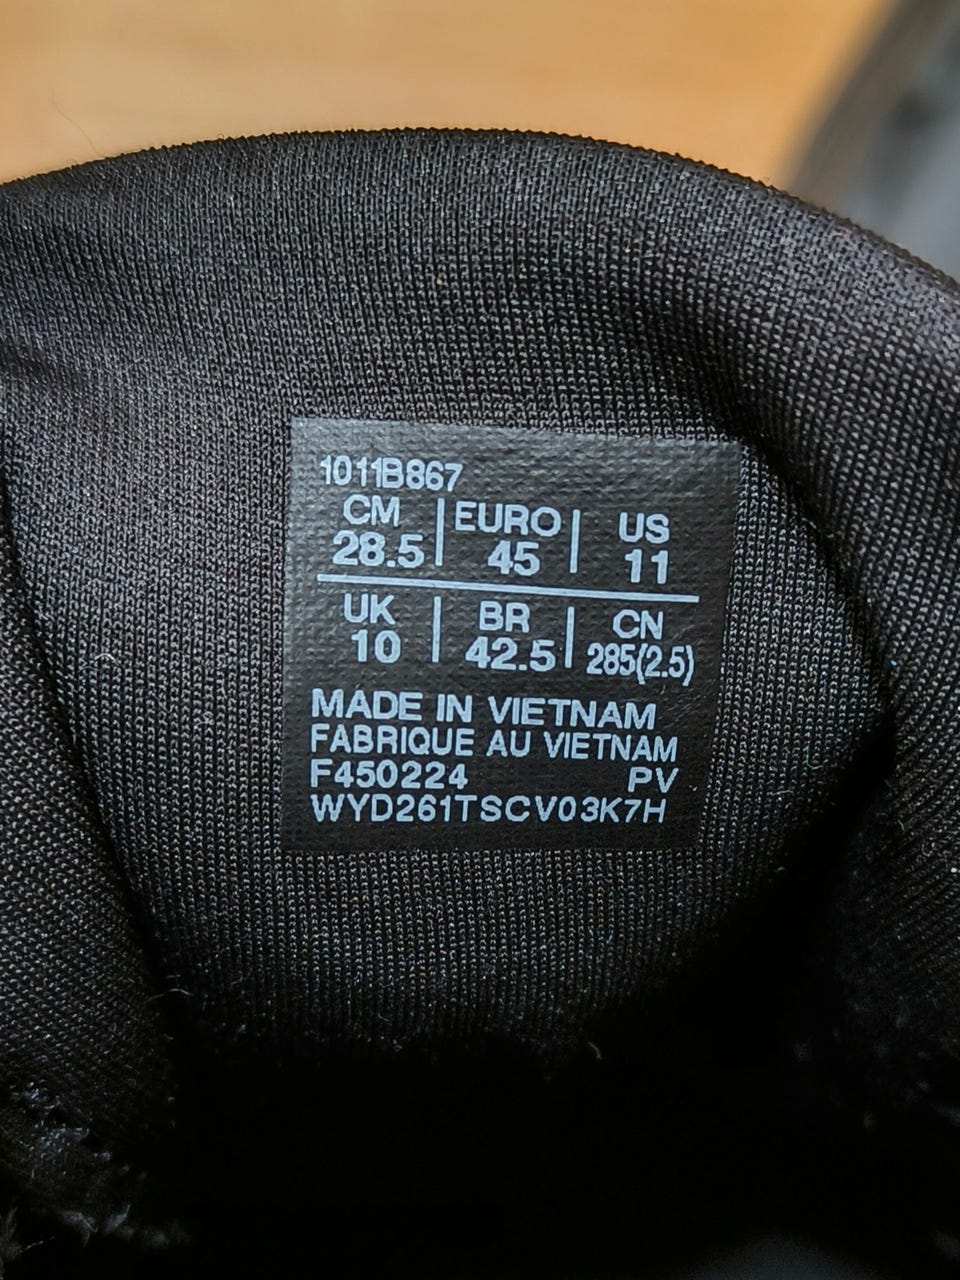 1011B867
CM | EURO | US
28.5 | 45 | 11
UK | BR | CN
10 | 42.5 | 285(2.5)
MADE IN VIETNAM
FABRIQUE AU VIETNAM
F450224 PV
WYD261TSCV03K7H